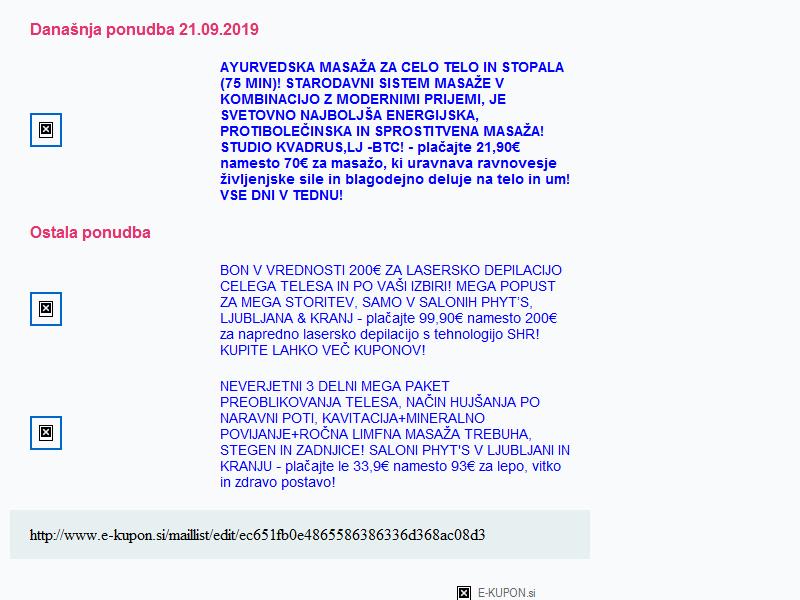 Današnja ponudba 21.09.2019
AYURVEDSKA MASAŽA ZA CELO TELO IN STOPALA
(75 MIN)! STARODAVNI SISTEM MASAŽE V
KOMBINACIJO Z MODERNIMI PRIJEMI, JE
SVETOVNO NAJBOLJŠA ENERGIJSKA,
PROTIBOLEČINSKA IN SPROSTITVENA MASAŽA!
STUDIO KVADRUS,LJ -BTC! - plačajte 21,90€
namesto 70€ za masažo, ki uravnava ravnovesje
življenjske sile in blagodejno deluje na telo in um!
VSE DNI V TEDNU!
Ostala ponudba
BON V VREDNOSTI 200€ ZA LASERSKO DEPILACIJO
CELEGA TELESA IN PO VAŠI IZBIRI! MEGA POPUST
ZA MEGA STORITEV, SAMO V SALONIH PHYT'S,
LJUBLJANA & KRANJ - plačajte 99,90€ namesto 200€
za napredno lasersko depilacijo s tehnologijo SHR!
KUPITE LAHKO VEČ KUPONOV!
NEVERJETNI 3 DELNI MEGA PAKET
PREOBLIKOVANJA TELESA, NAČIN HUJŠANJA PO
NARAVNI POTI, KAVITACIJA+MINERALNO
POVIJANJE+ROČNA LIMFNA MASAŽA TREBUHA,
STEGEN IN ZADNJICE! SALONI PHYT'S V LJUBLJANI IN
KRANJU - plačajte le 33,9€ namesto 93€ za lepo, vitko
in zdravo postavo!
http://www.e-kupon.si/maillist/edit/ec651fb0e4865586386336d368ac08d3
E-KUPON.si